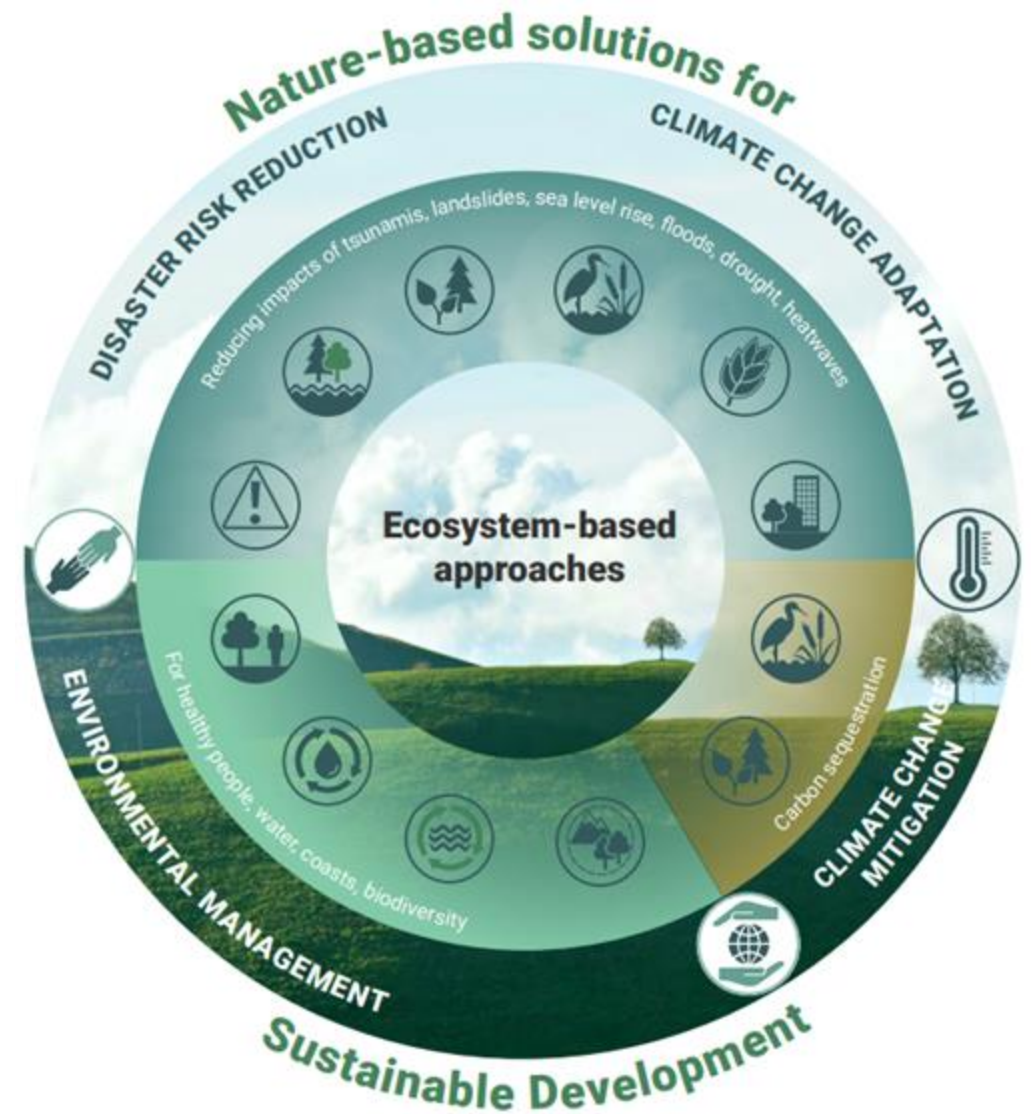 Nature-based solutions for
DISASTER RISK REDUCTION
CLIMATE CHANGE ADAPTATION
Reducing impacts of tsunamis, landslides, sea level rise, floods, drought, heatwaves
Ecosystem-based
approaches
For healthy people, water, coasts, biodiversity
Carbon sequestration
ENVIRONMENTAL MANAGEMENT
CLIMATE CHANGE
MITIGATION
Sustainable Development